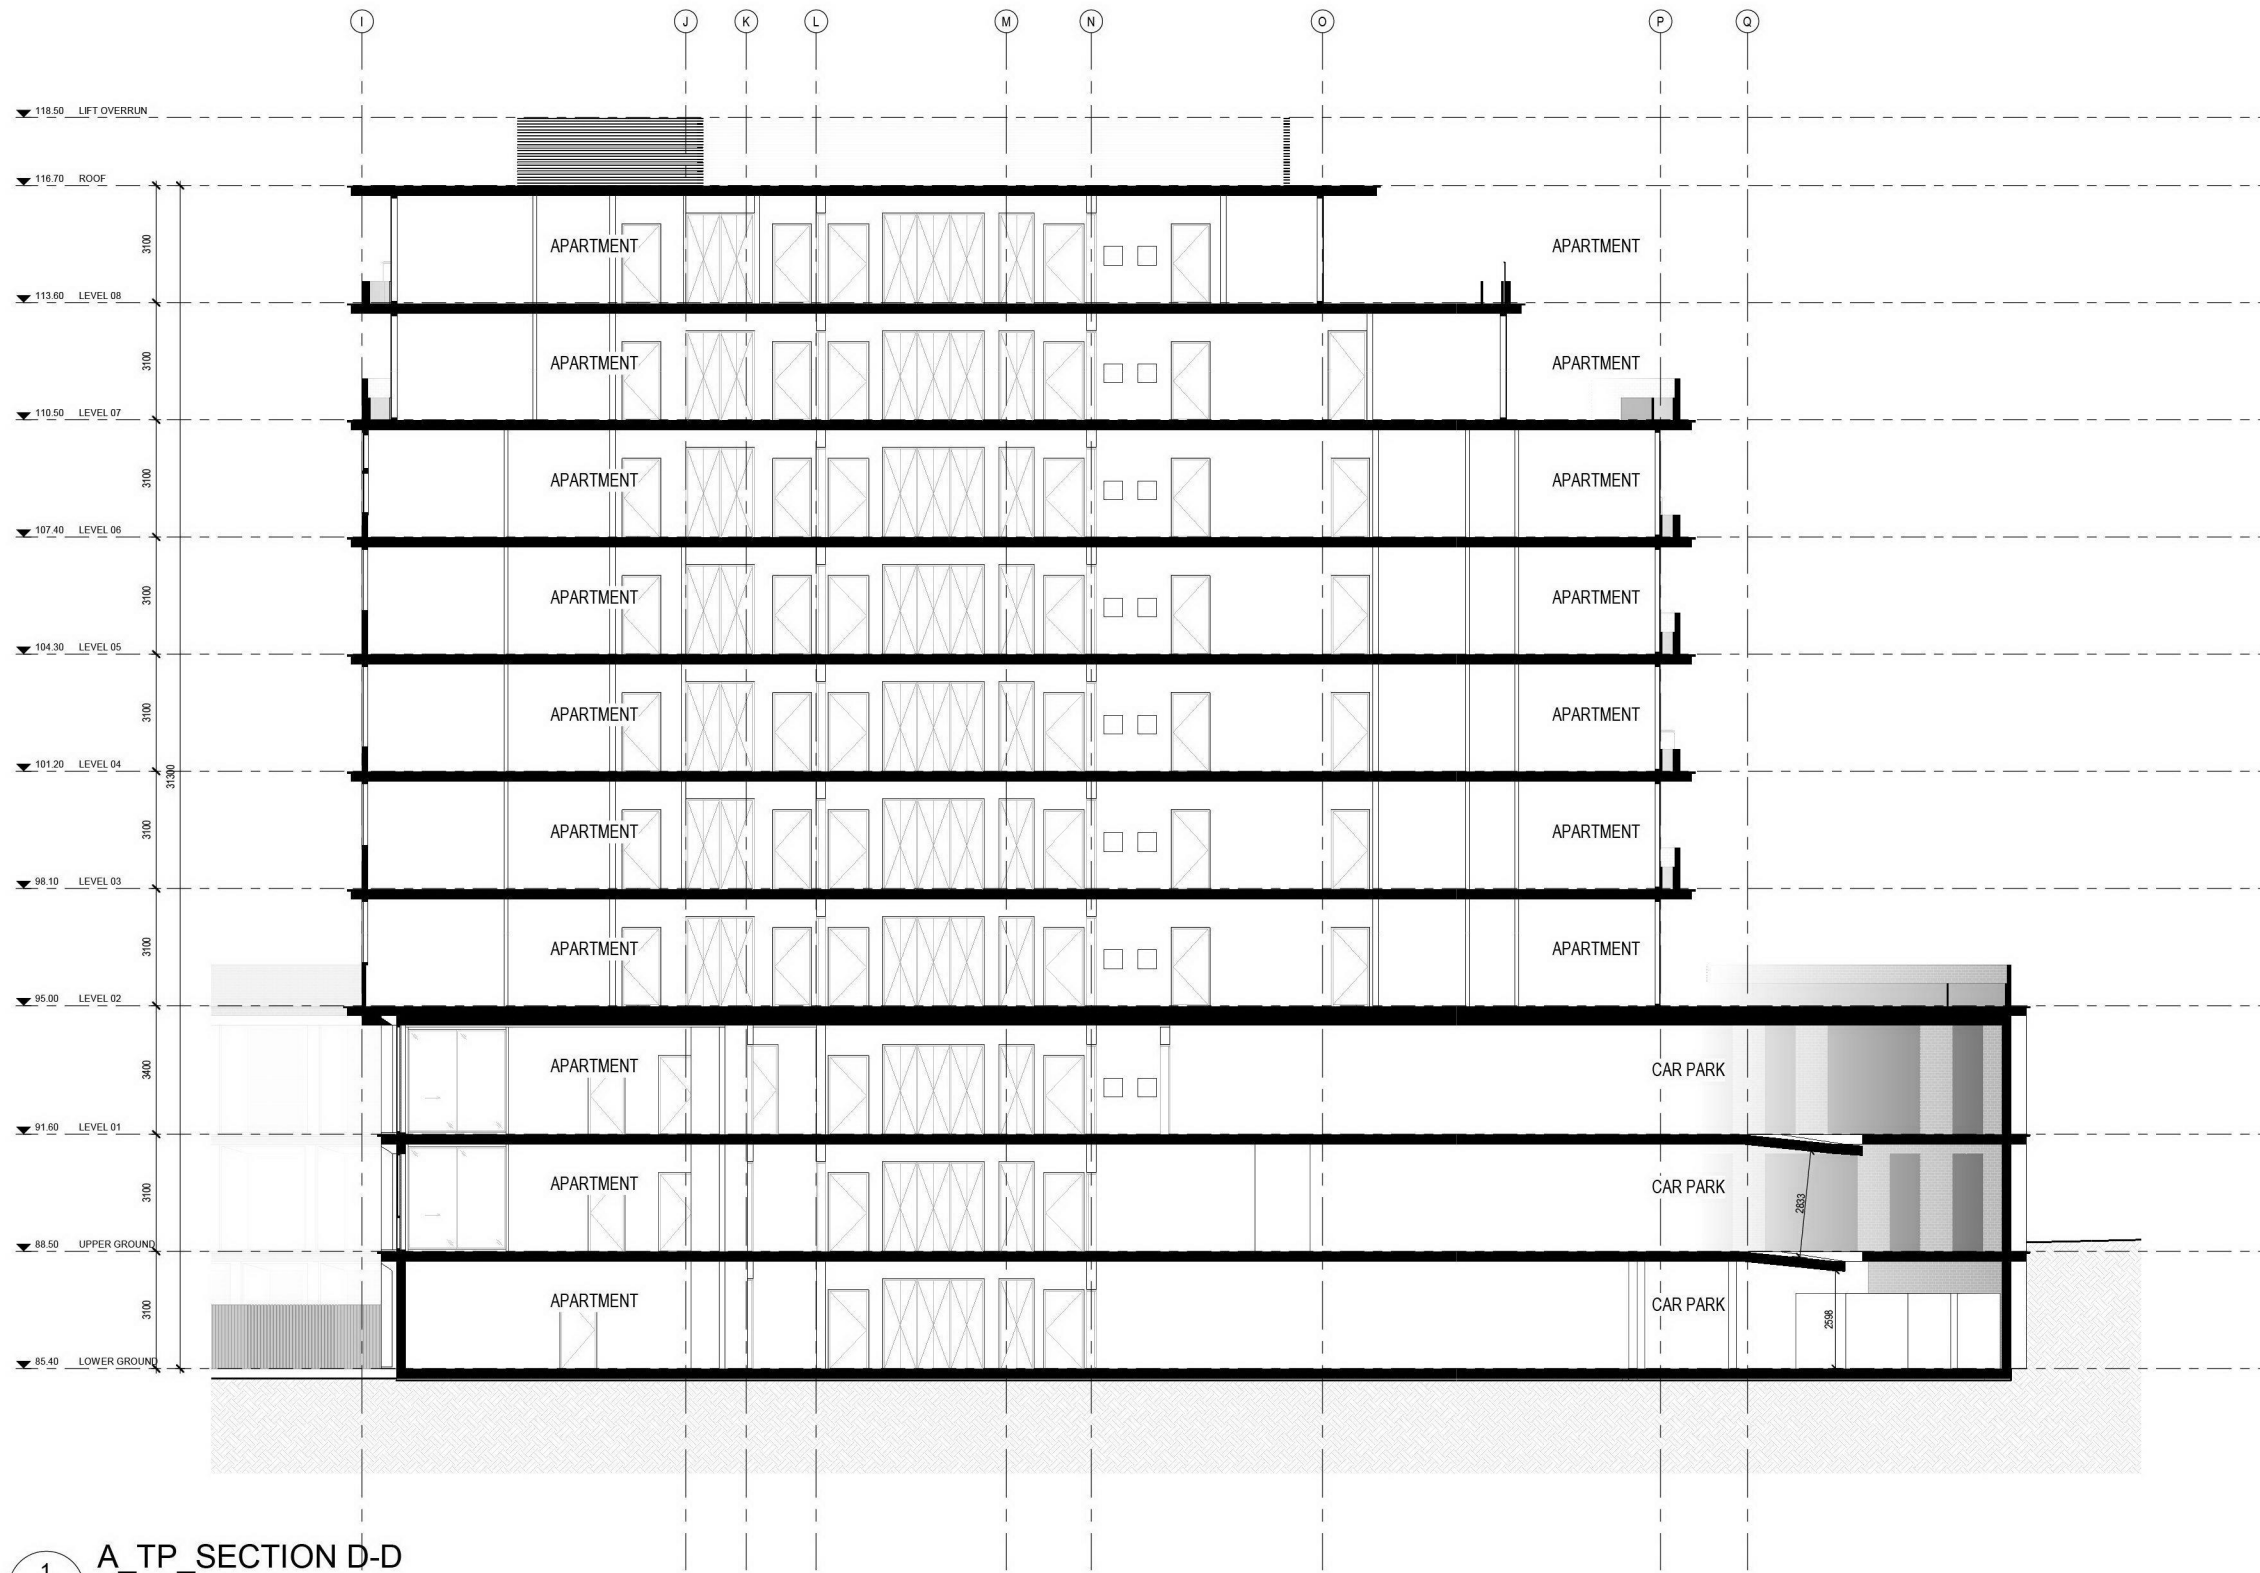 I J K L M N O P Q
118.50 LIFT OVERRUN
116.70 ROOF
3100
APARTMENT APARTMENT
113.60 LEVEL 08
3100
APARTMENT APARTMENT
110.50 LEVEL 07
3100
APARTMENT APARTMENT
107.40 LEVEL 06
3100
APARTMENT APARTMENT
104.30 LEVEL 05
3100
APARTMENT APARTMENT
101.20 LEVEL 04
31300
3100
APARTMENT APARTMENT
98.10 LEVEL 03
3100
APARTMENT APARTMENT
95.00 LEVEL 02
3400
APARTMENT CAR PARK
91.60 LEVEL 01
3100
APARTMENT CAR PARK
2833
88.50 UPPER GROUND
3100
APARTMENT CAR PARK
2598
85.40 LOWER GROUND
1 A_TP_SECTION D-D